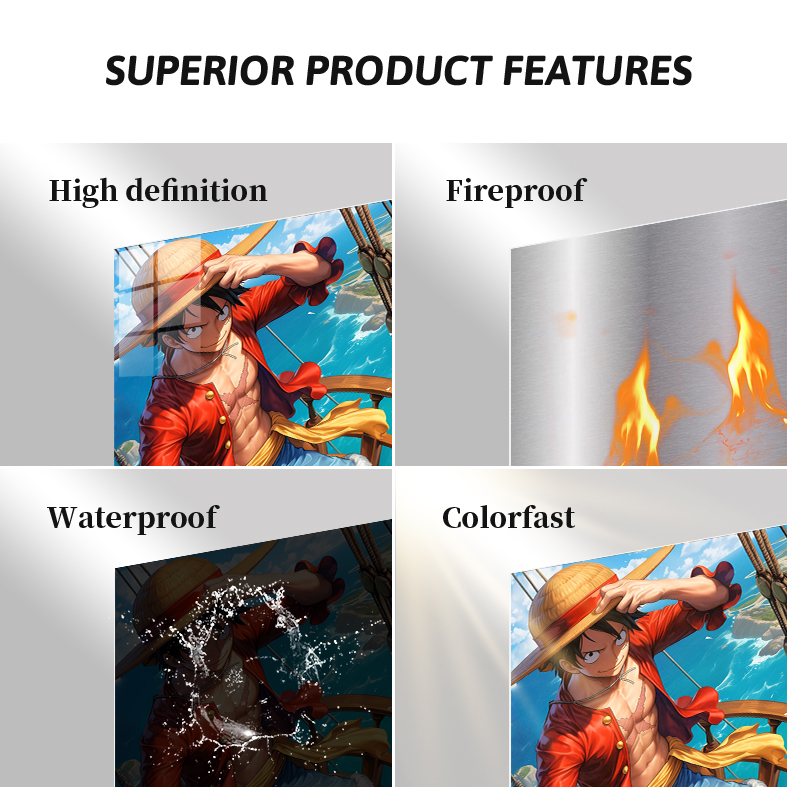 SUPERIOR PRODUCT FEATURES
High definition
Fireproof
Waterproof
Colorfast